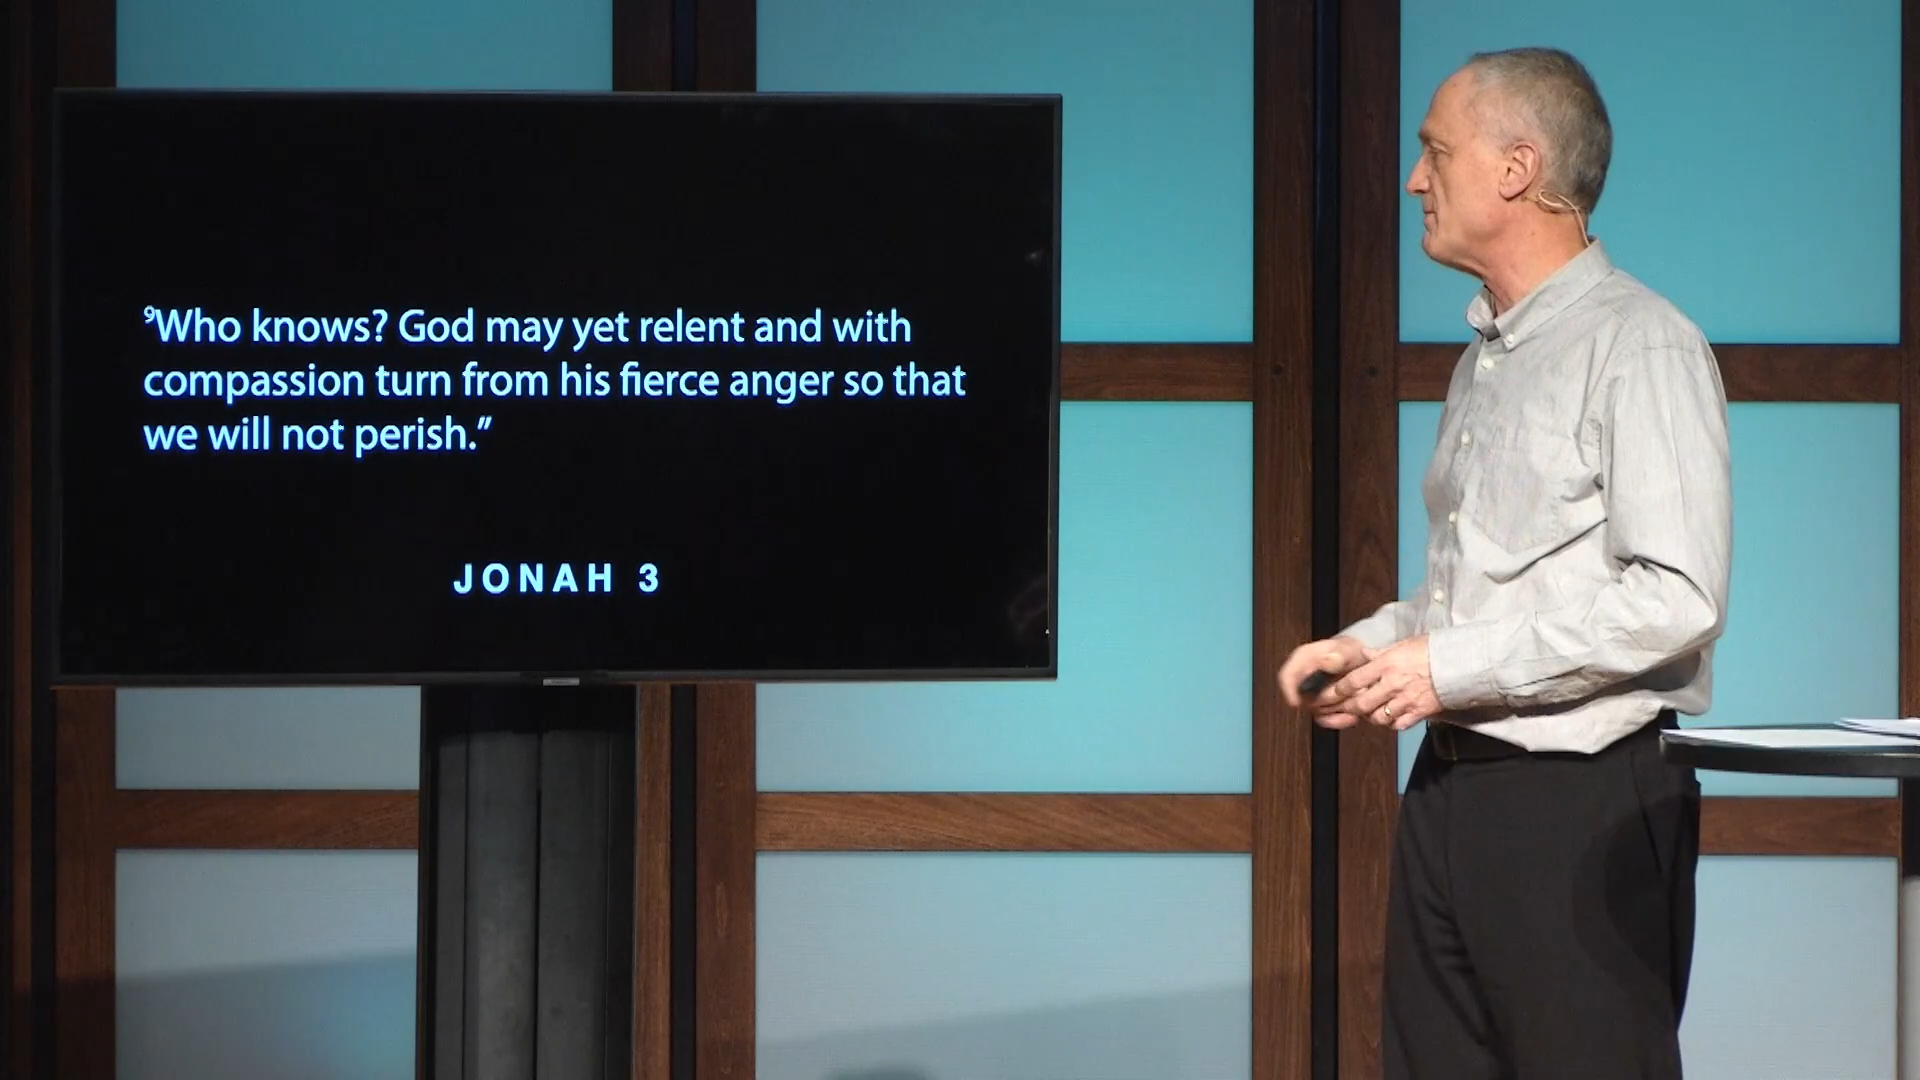 ⁹Who knows? God may yet relent and with
compassion turn from his fierce anger so that
we will not perish.”
JONAH 3